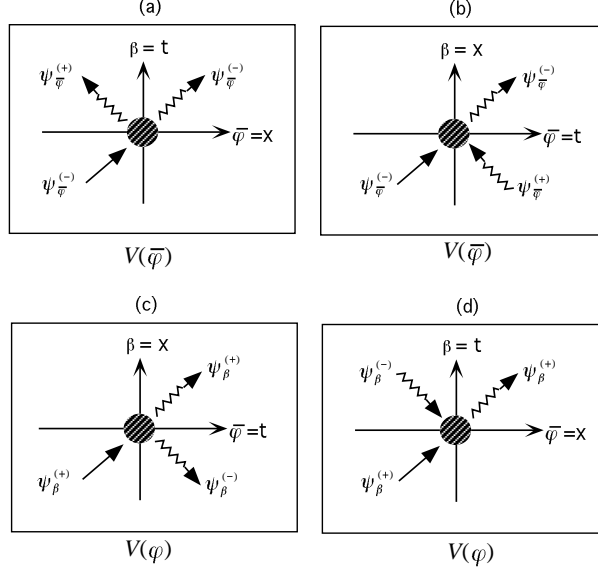 (a)
β = t
ψ_φ̅^(+)
ψ_φ̅^(-)
φ̅ =x
ψ_φ̅^(-)
V(φ̅)
(b)
β = x
ψ_φ̅^(-)
φ̅ =t
ψ_φ̅^(-)
ψ_φ̅^(+)
V(φ̅)
(c)
β = x
ψ_β^(+)
φ̅ =t
ψ_β^(+)
ψ_β^(-)
V(φ)
(d)
β = t
ψ_β^(-)
ψ_β^(+)
φ̅ =x
ψ_β^(+)
V(φ)